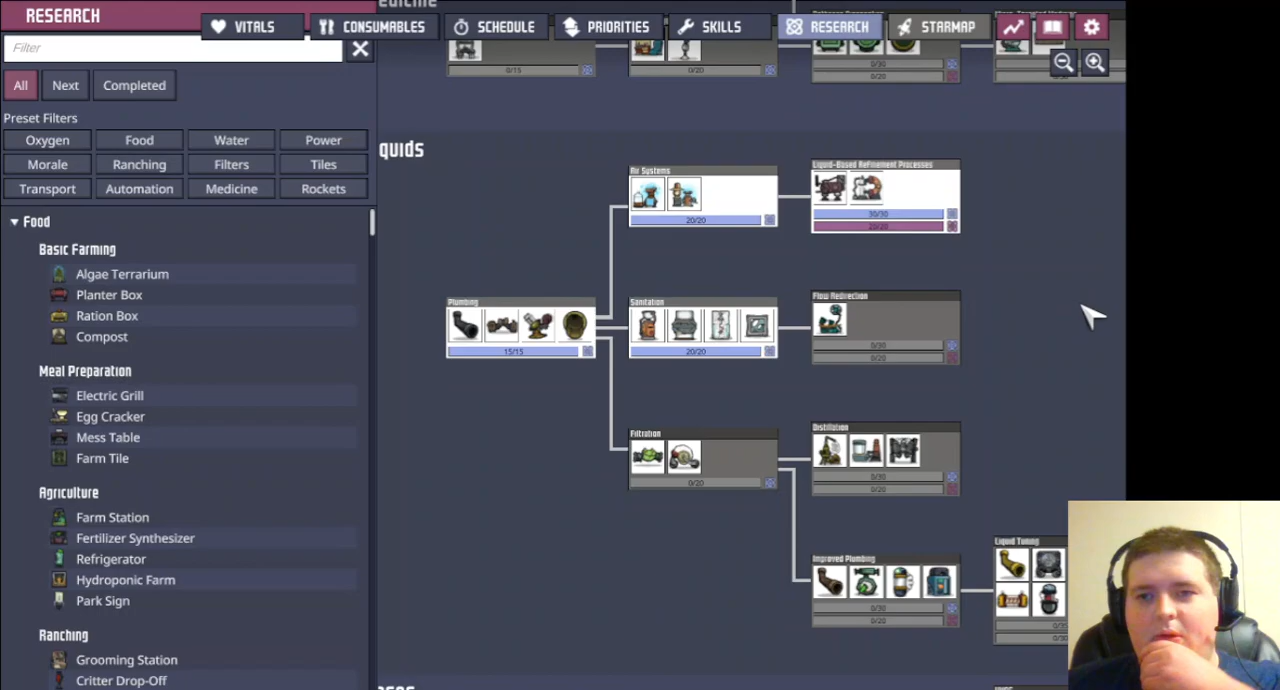 RESEARCH
VITALS
CONSUMABLES
SCHEDULE
PRIORITIES
SKILLS
RESEARCH
STARMAP
Filter
All
Next
Completed
Preset Filters
Oxygen
Food
Water
Power
Morale
Ranching
Filters
Tiles
Transport
Automation
Medicine
Rockets
Food
Basic Farming
Algae Terrarium
Planter Box
Ration Box
Compost
Meal Preparation
Electric Grill
Egg Cracker
Mess Table
Farm Tile
Agriculture
Farm Station
Fertilizer Synthesizer
Refrigerator
Hydroponic Farm
Park Sign
Ranching
Grooming Station
Critter Drop-Off
0/15
0/20
0/30
0/20
quids
Air Systems
20/20
Liquid-Based Refinement Processes
30/30
20/20
Plumbing
15/15
Sanitation
20/20
Flow Redirection
0/30
0/20
Filtration
0/20
Distillation
0/30
0/20
Improved Plumbing
0/30
0/20
Liquid Tuning